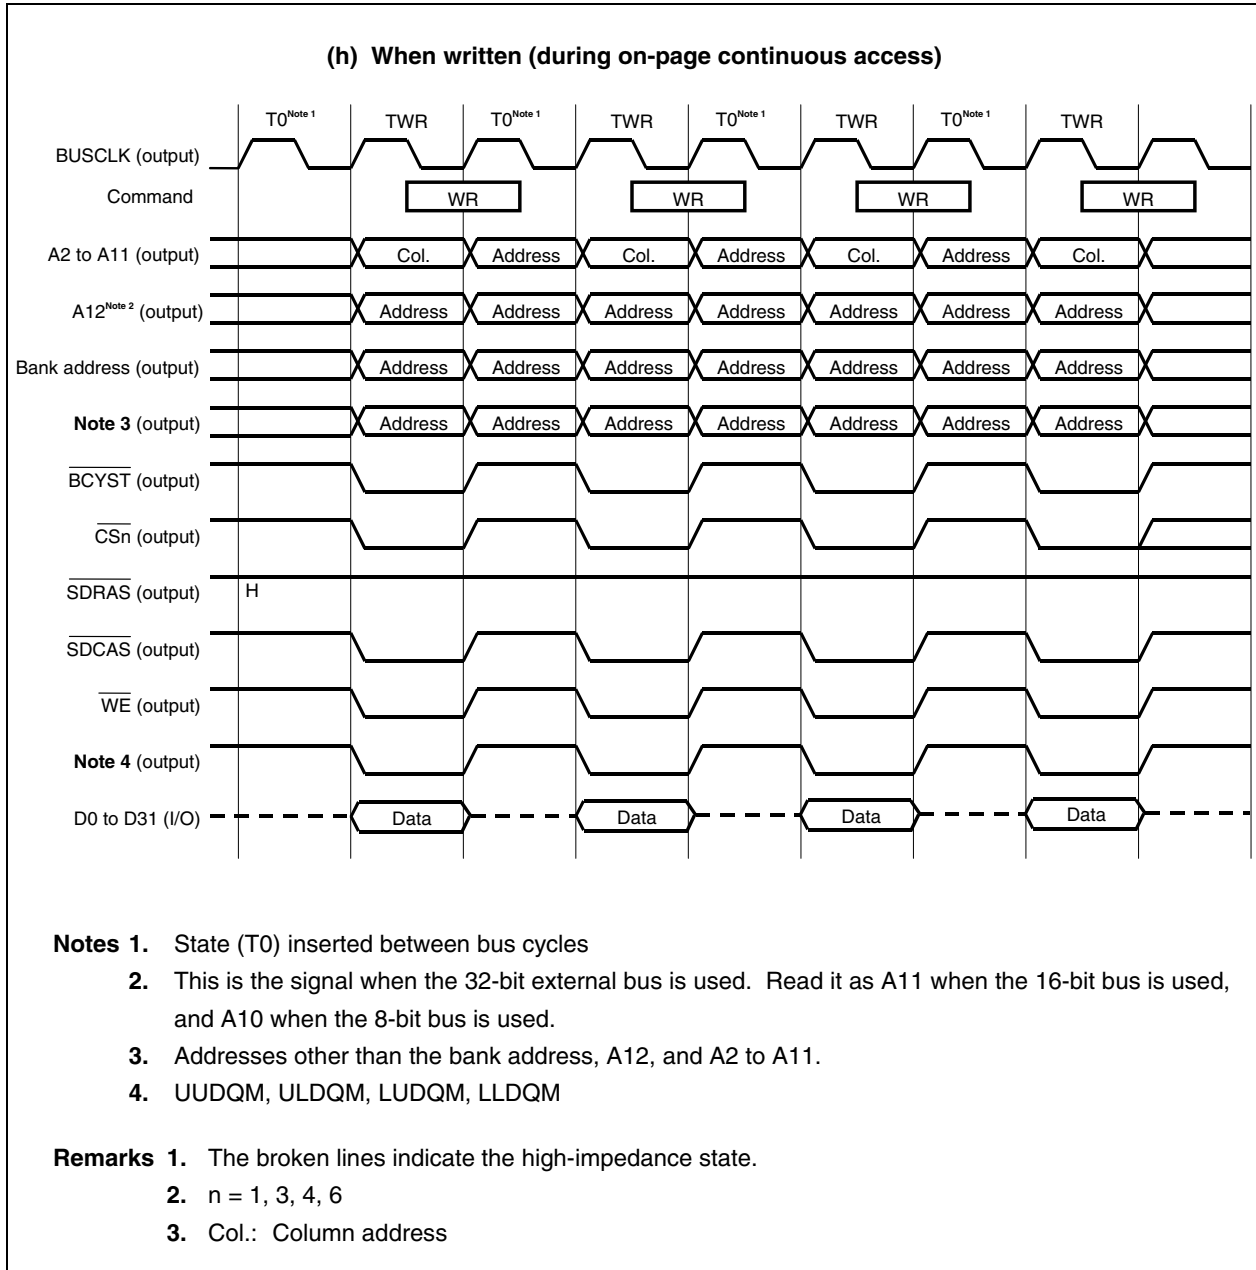 (h) When written (during on-page continuous access)
T0Note 1 TWR T0Note 1 TWR T0Note 1 TWR T0Note 1 TWR
BUSCLK (output)
Command WR WR WR WR
A2 to A11 (output) Col. Address Col. Address Col. Address Col.
A12Note 2 (output) Address Address Address Address Address Address Address
Bank address (output) Address Address Address Address Address Address Address
Note 3 (output) Address Address Address Address Address Address Address
BCYST (output)
CSn (output)
SDRAS (output) H
SDCAS (output)
WE (output)
Note 4 (output)
D0 to D31 (I/O) Data Data Data Data
Notes 1. State (T0) inserted between bus cycles
2. This is the signal when the 32-bit external bus is used. Read it as A11 when the 16-bit bus is used,
and A10 when the 8-bit bus is used.
3. Addresses other than the bank address, A12, and A2 to A11.
4. UUDQM, ULDQM, LUDQM, LLDQM
Remarks 1. The broken lines indicate the high-impedance state.
2. n = 1, 3, 4, 6
3. Col.: Column address